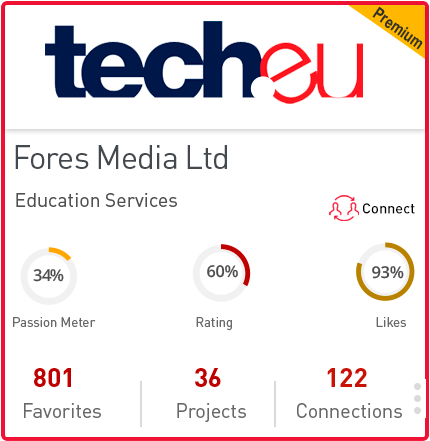 tech.eu
Premium
Fores Media Ltd
Education Services
Connect
34%
60%
93%
Passion Meter
Rating
Likes
801
36
122
Favorites
Projects
Connections